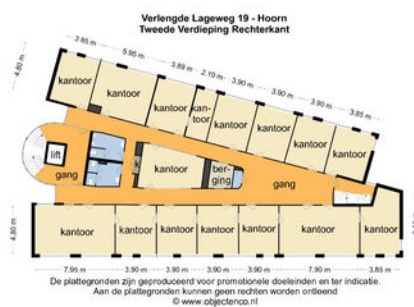 Verlengde Lageweg 19 - Hoorn
Tweede Verdieping Rechterkant
3.85 m
5.95 m
3.89 m
2.10 m
3.90 m
3.90 m
3.90 m
3.85 m
4.80 m
kantoor
kantoor
kantoor
kan-
toor
kantoor
kantoor
kantoor
kantoor
lift
gang
kantoor
ber-
ging
gang
4.80 m
kantoor
kantoor
kantoor
kantoor
kantoor
kantoor
kantoor
7.95 m
3.90 m
3.90 m
3.90 m
3.90 m
7.90 m
3.85 m
De plattegronden zijn geproduceerd voor promotionele doeleinden en ter indicatie.
Aan de plattegronden kunnen geen rechten worden ontleend
© www.objectenco.nl